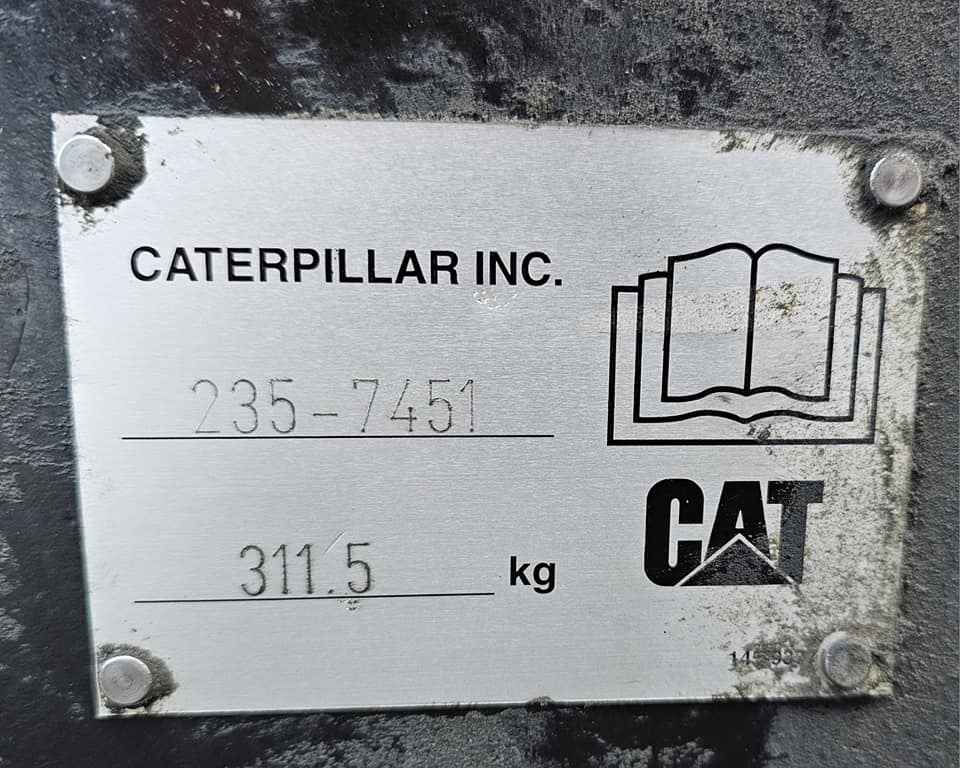 CATERPILLAR INC.
235-7451
311.5 kg
CAT